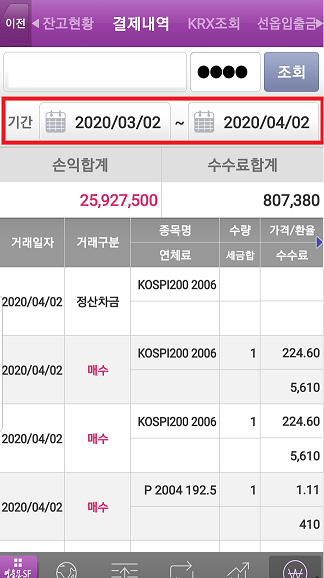 이전 잔고현황 결제내역 KRX조회 선옵입출금
●●●● 조회
기간 2020/03/02 ~ 2020/04/02
손익합계 수수료합계
25,927,500 807,380
거래일자 거래구분 종목명 수량 가격/환율
연체료 세금합 수수료
2020/04/02 정산차금 KOSPI200 2006
2020/04/02 매수 KOSPI200 2006 1 224.60
5,610
2020/04/02 매수 KOSPI200 2006 1 224.60
5,610
2020/04/02 매수 P 2004 192.5 1 1.11
410